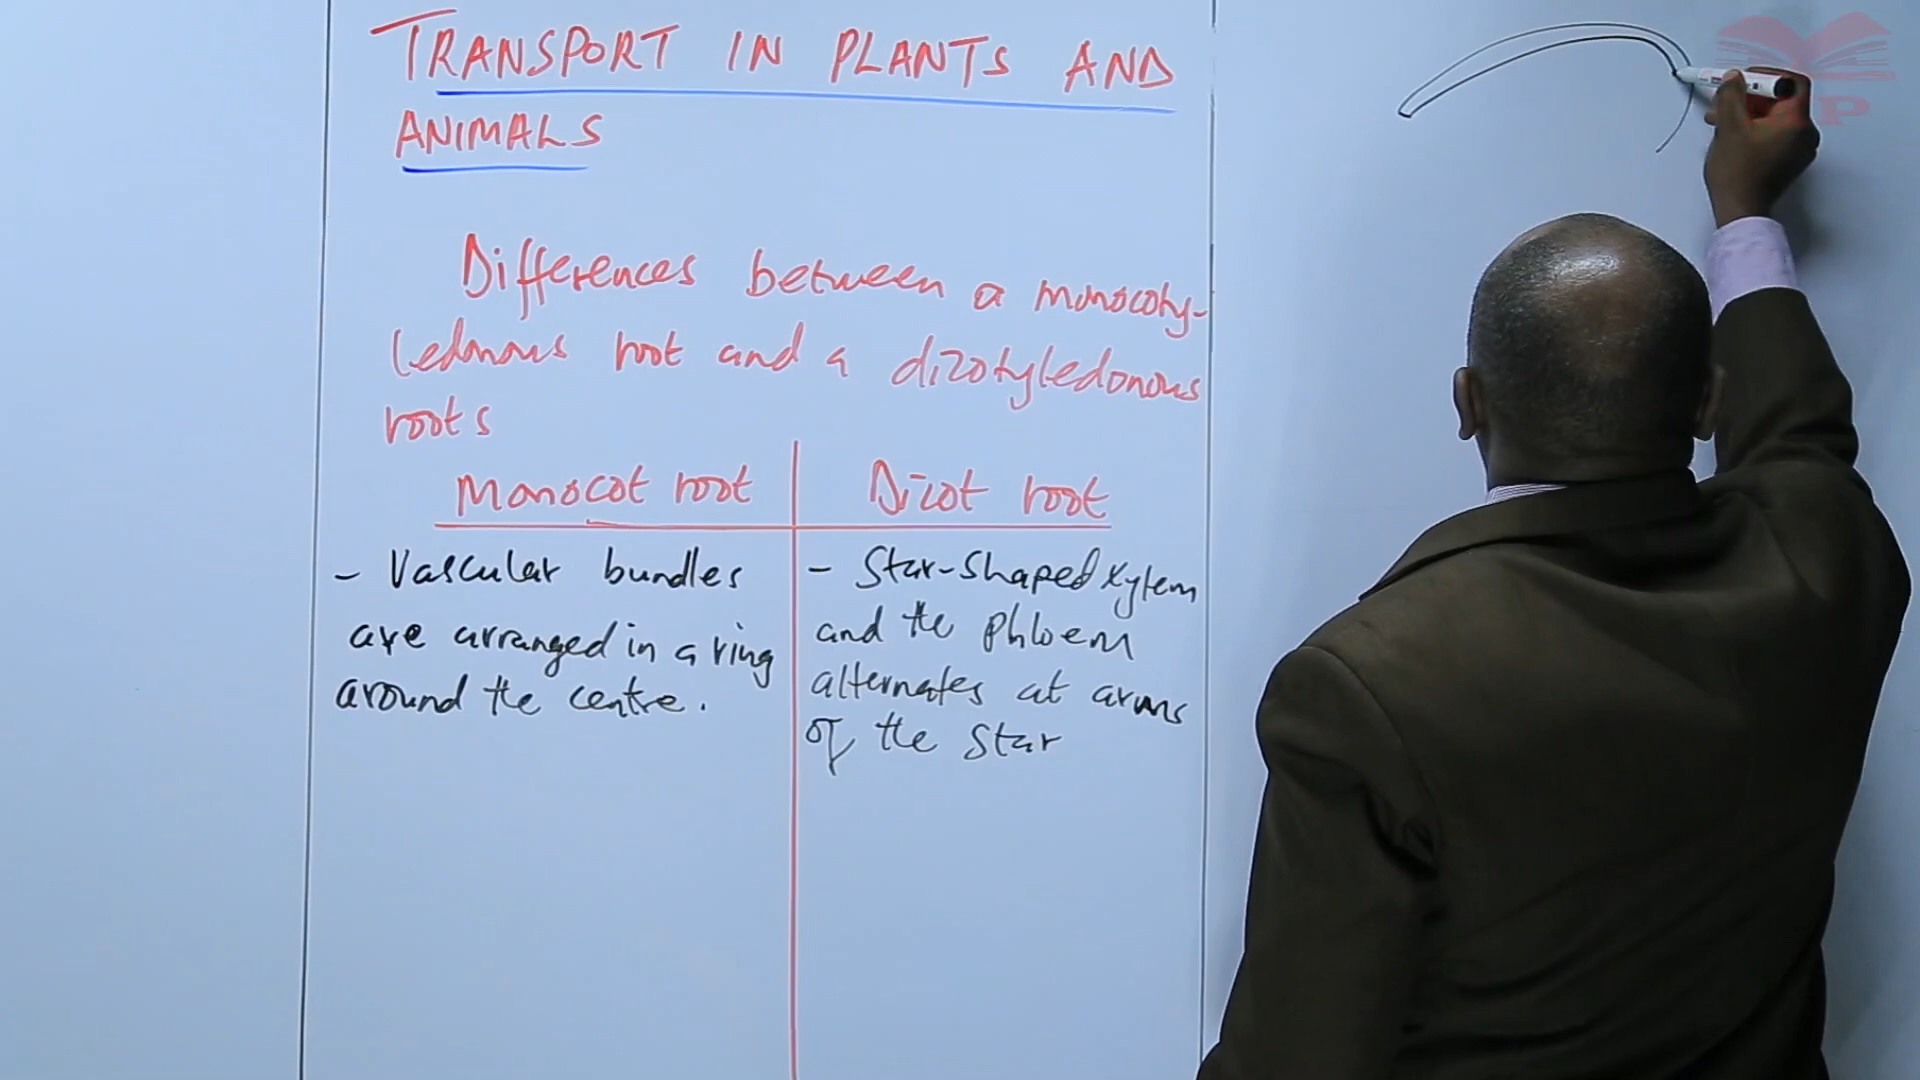 TRANSPORT IN PLANTS AND
ANIMALS
Differences between a monocoty-
ledonous root and a dicotyledonous
roots
Monocot root
Dicot root
- Vascular bundles
are arranged in a ring
around the centre.
- Star-shaped xylem
and the phloem
alternates at arms
of the star